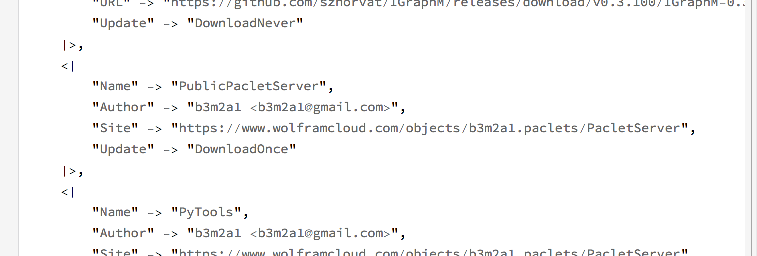 "URL" -> "https://github.com/szhorvat/IGraphM/releases/download/v0.3.100/IGraphM-0.
"Update" -> "DownloadNever"
|>,
<|
"Name" -> "PublicPacletServer",
"Author" -> "b3m2a1 <b3m2a1@gmail.com>",
"Site" -> "https://www.wolframcloud.com/objects/b3m2a1.paclets/PacletServer",
"Update" -> "DownloadOnce"
|>,
<|
"Name" -> "PyTools",
"Author" -> "b3m2a1 <b3m2a1@gmail.com>",
"Site" -> "https://www.wolframcloud.com/objects/b3m2a1.paclets/PacletServer"